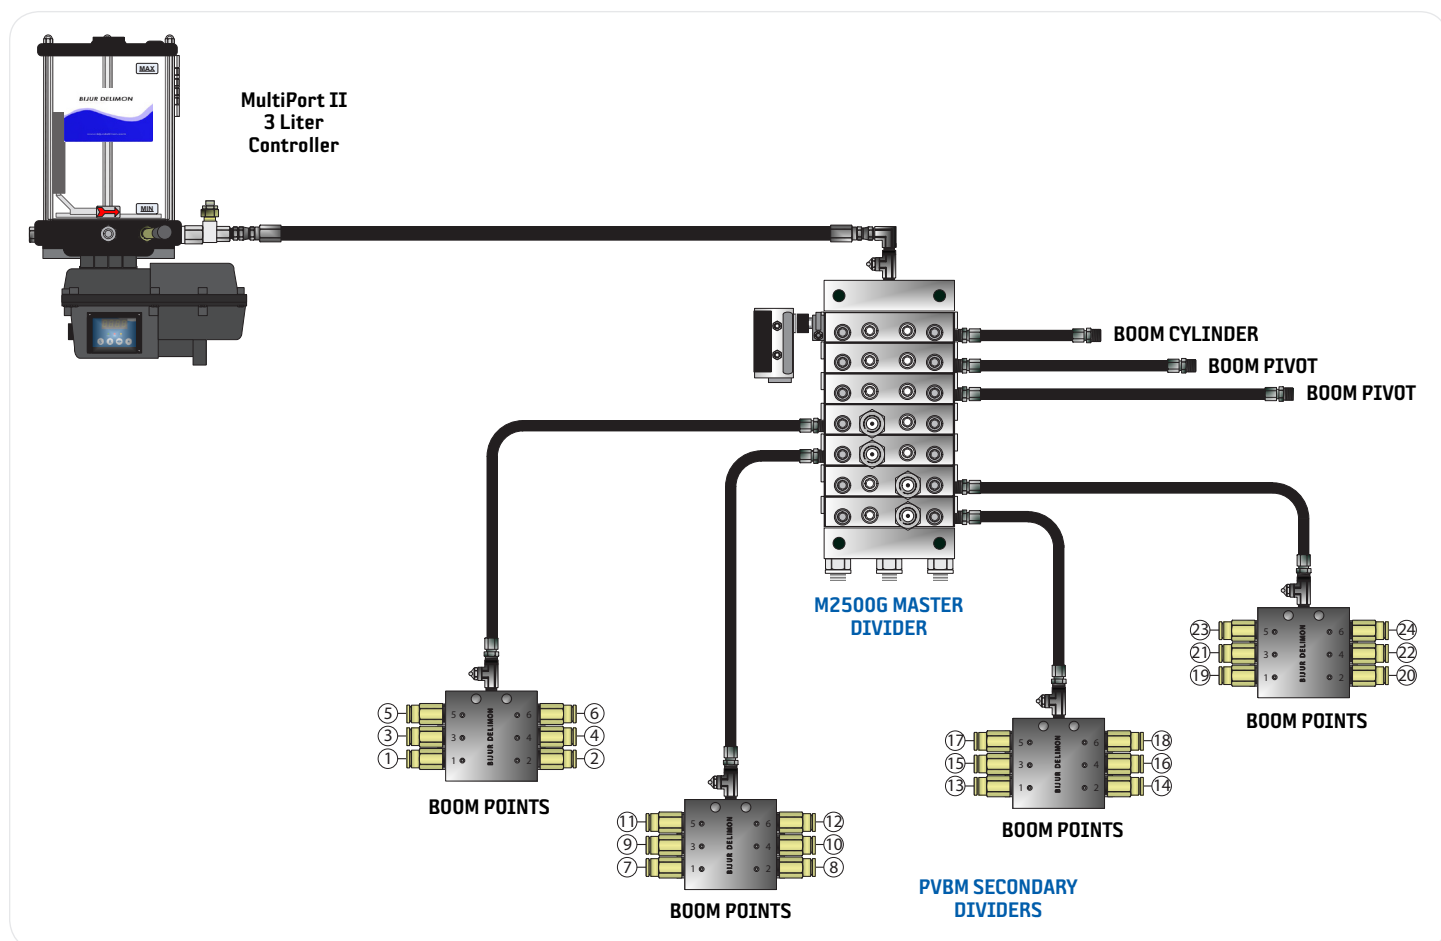 MAX
BIJUR DELIMON
MIN
MultiPort II
3 Liter
Controller
BOOM CYLINDER
BOOM PIVOT
BOOM PIVOT
M2500G MASTER
DIVIDER
5 5 BIJUR DELIMON 6 6
3 3 4 4
1 1 2 2
BOOM POINTS
11 5 BIJUR DELIMON 6 12
9 3 4 10
7 1 2 8
BOOM POINTS
17 5 BIJUR DELIMON 6 18
15 3 4 16
13 1 2 14
BOOM POINTS
23 5 BIJUR DELIMON 6 24
21 3 4 22
19 1 2 20
BOOM POINTS
PVBM SECONDARY
DIVIDERS